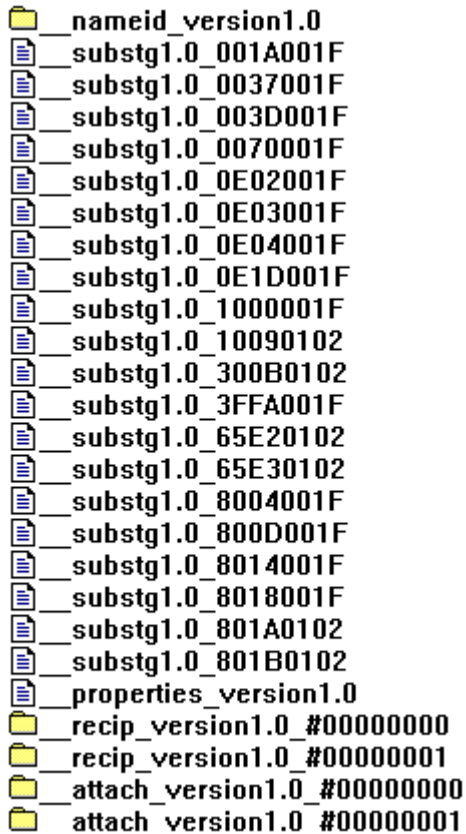 __nameid_version1.0
__substg1.0_001A001F
__substg1.0_0037001F
__substg1.0_003D001F
__substg1.0_0070001F
__substg1.0_0E02001F
__substg1.0_0E03001F
__substg1.0_0E04001F
__substg1.0_0E1D001F
__substg1.0_1000001F
__substg1.0_10090102
__substg1.0_300B0102
__substg1.0_3FFA001F
__substg1.0_65E20102
__substg1.0_65E30102
__substg1.0_8004001F
__substg1.0_800D001F
__substg1.0_8014001F
__substg1.0_8018001F
__substg1.0_801A0102
__substg1.0_801B0102
__properties_version1.0
__recip_version1.0_#00000000
__recip_version1.0_#00000001
__attach_version1.0_#00000000
__attach_version1.0_#00000001